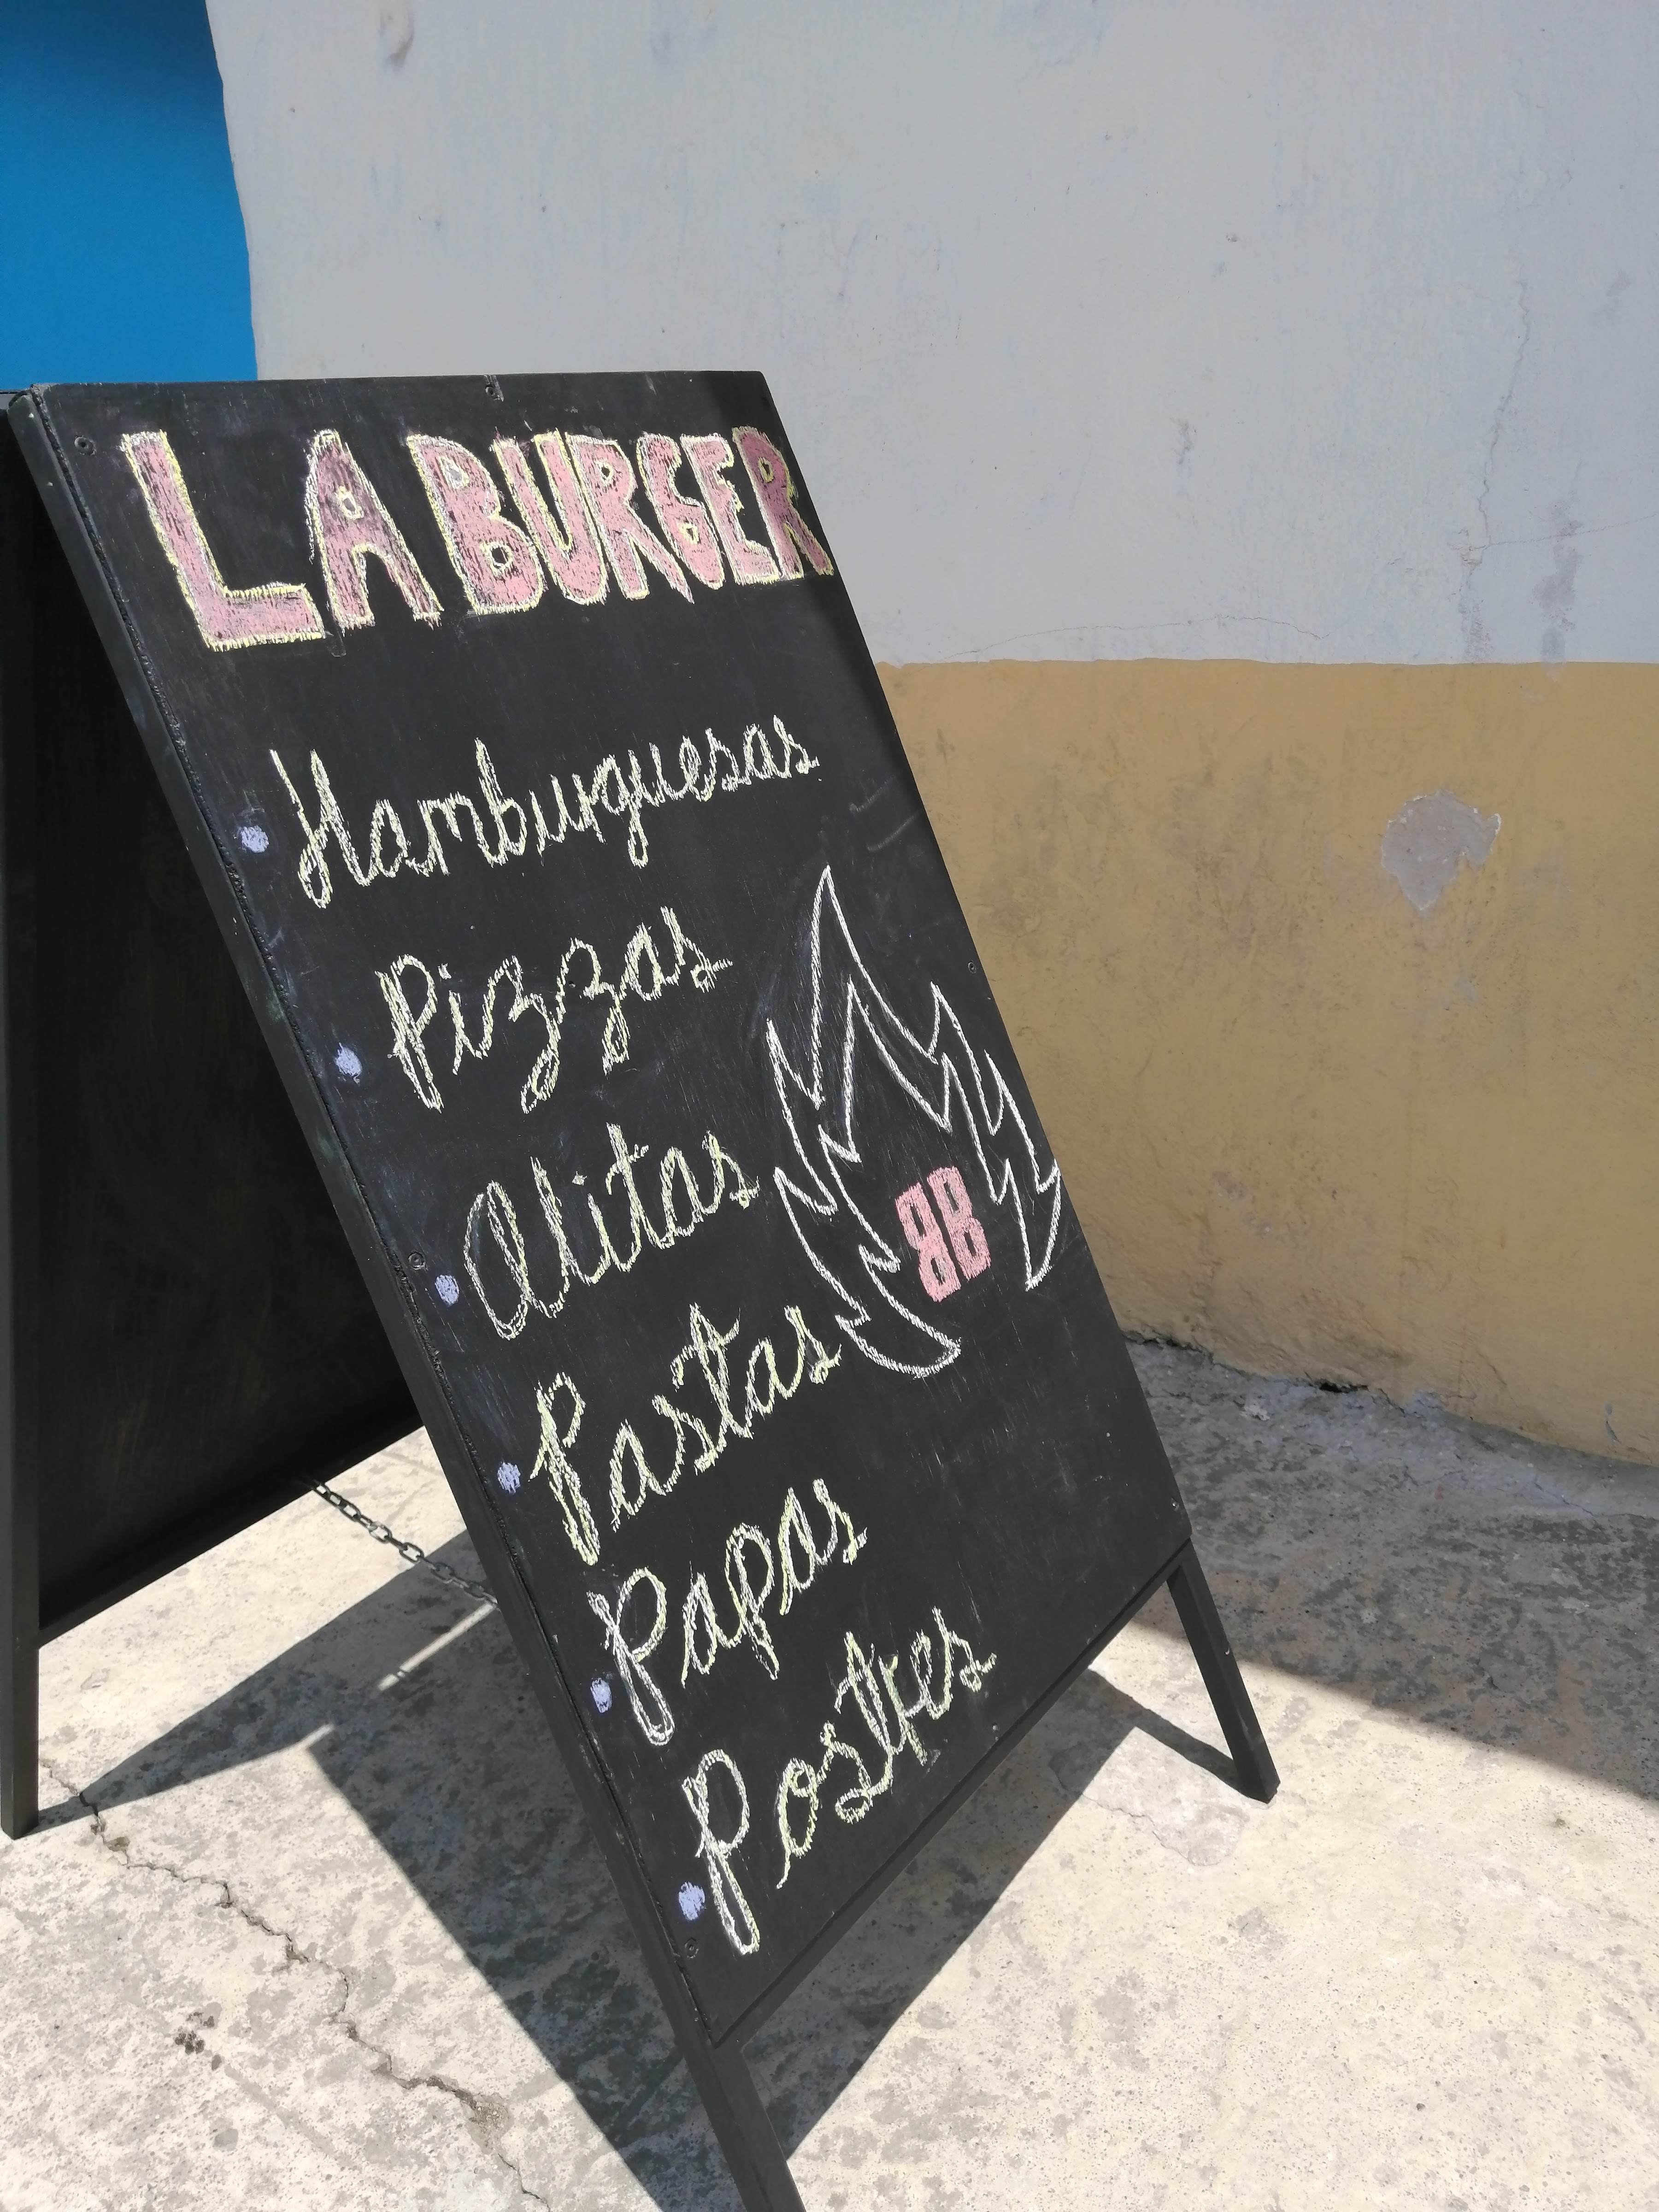 LA BURGER
Hamburguesas
Pizzas
Alitas
Pastas
Papas
Postres
BB